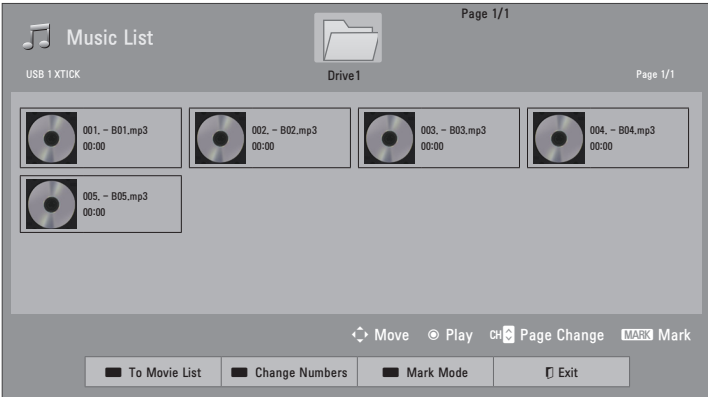 Page 1/1
Music List
Drive1
USB 1 XTICK
Page 1/1
001. - B01.mp3
00:00
002. - B02.mp3
00:00
003. - B03.mp3
00:00
004. - B04.mp3
00:00
005. - B05.mp3
00:00
Move Play CH Page Change MARK Mark
To Movie List Change Numbers Mark Mode Exit